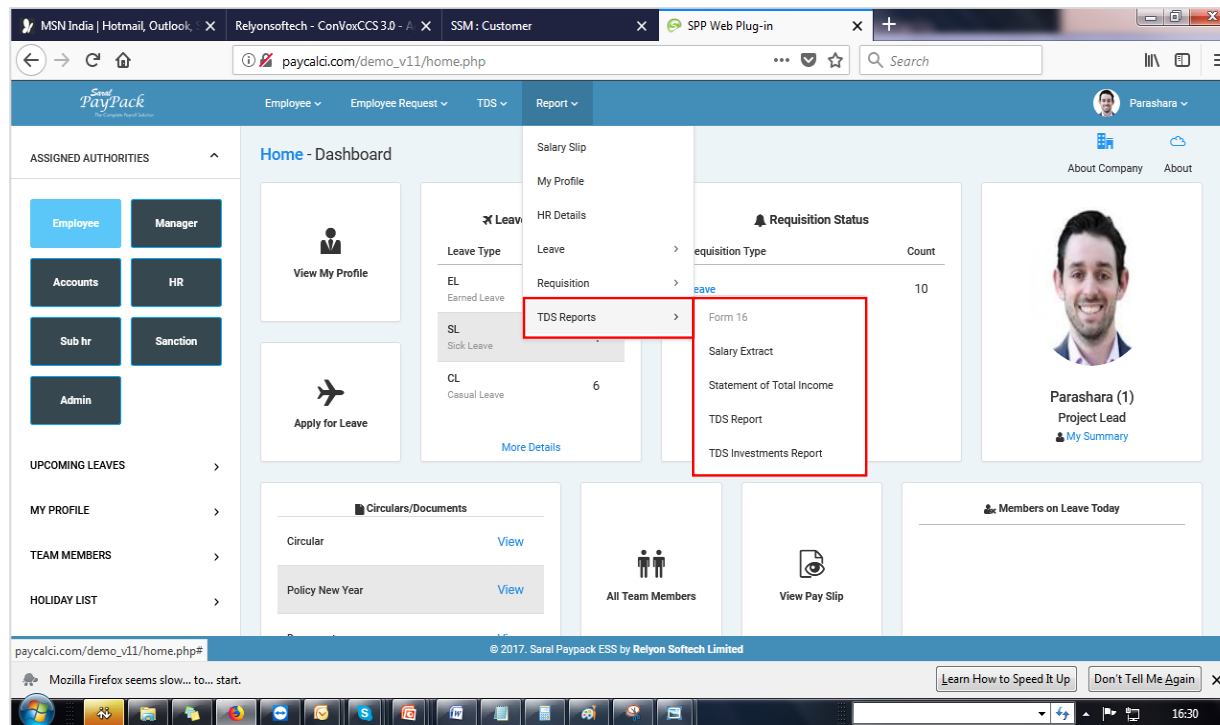 MSN India | Hotmail, Outlook, S
Relyonsoftech - ConVoxCCS 3.0 - A
SSM : Customer
SPP Web Plug-in
paycalci.com/demo_v11/home.php
Search
Saral
PayPack
The Complete Payroll Solution
Employee
Employee Request
TDS
Report
Parashara
ASSIGNED AUTHORITIES
Home - Dashboard
About Company
About
Employee
Manager
Accounts
HR
Sub hr
Sanction
Admin
UPCOMING LEAVES
MY PROFILE
TEAM MEMBERS
HOLIDAY LIST
View My Profile
Apply for Leave
Leav
Leave Type
EL
Earned Leave
SL
Sick Leave
CL
Casual Leave
6
More Details
Salary Slip
My Profile
HR Details
Leave
Requisition
TDS Reports
Form 16
Salary Extract
Statement of Total Income
TDS Report
TDS Investments Report
Requisition Status
equisition Type
Count
eave
10
Parashara (1)
Project Lead
My Summary
Circulars/Documents
Circular
View
Policy New Year
View
All Team Members
View Pay Slip
Members on Leave Today
paycalci.com/demo_v11/home.php#
© 2017. Saral Paypack ESS by Relyon Softech Limited
Mozilla Firefox seems slow... to... start.
Learn How to Speed It Up
Don't Tell Me Again
16:30